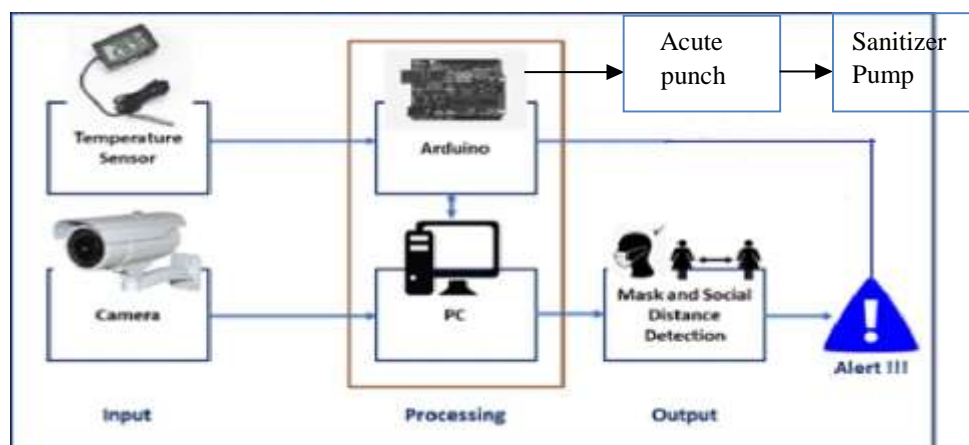 Acute
punch
Sanitizer
Pump
Temperature
Sensor
Arduino
Camera
PC
Mask and Social
Distance
Detection
Alert !!!
Input
Processing
Output